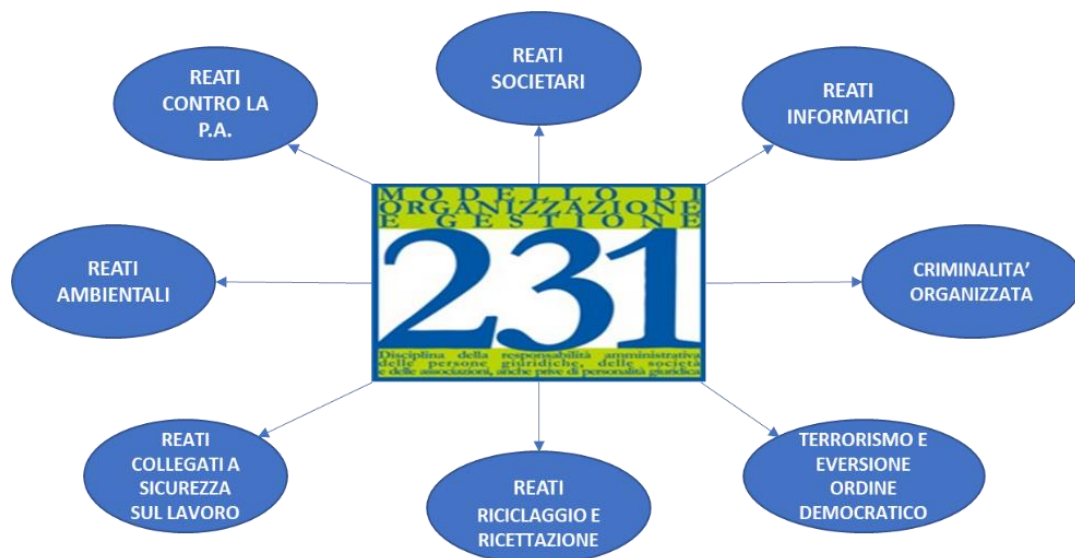 REATI
CONTRO LA
P.A.
REATI
SOCIETARI
REATI
INFORMATICI
REATI
AMBIENTALI
MODELLO DI
ORGANIZZAZIONE
E GESTIONE
231
Disciplina della responsabilità amministrativa
delle persone giuridiche, delle società
e delle associazioni, anche prive di personalità giuridica
CRIMINALITA’
ORGANIZZATA
REATI
COLLEGATI A
SICUREZZA
SUL LAVORO
REATI
RICICLAGGIO E
RICETTAZIONE
TERRORISMO E
EVERSIONE
ORDINE
DEMOCRATICO